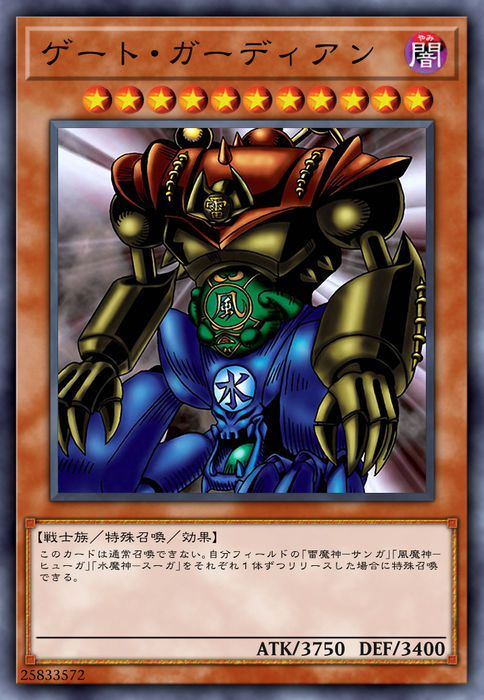 ゲート・ガーディアン
やみ
闇
雷
風
水
【戦士族／特殊召喚／効果】
このカードは通常召喚できない。自分フィールドの「雷魔神－サンガ」「風魔神－
ヒューガ」「水魔神－スーガ」をそれぞれ１体ずつリリースした場合に特殊召喚
できる。
ATK/3750 DEF/3400
25833572